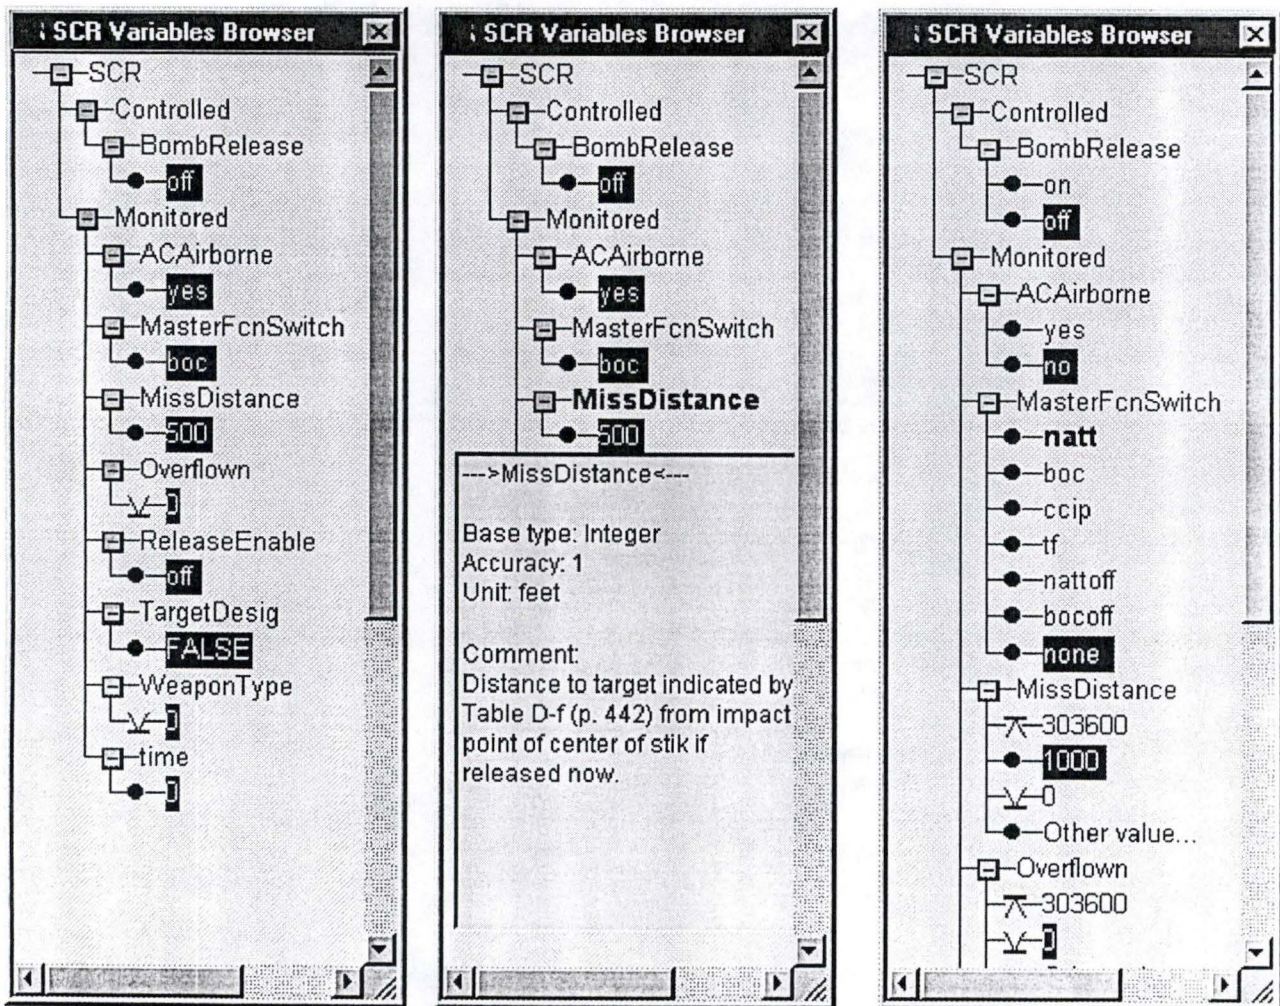 SCR Variables Browser
SCR
Controlled
BombRelease
off
Monitored
ACAirborne
yes
MasterFcnSwitch
boc
MissDistance
500
Overflown
0
ReleaseEnable
off
TargetDesig
FALSE
WeaponType
0
time
0
SCR Variables Browser
SCR
Controlled
BombRelease
off
Monitored
ACAirborne
yes
MasterFcnSwitch
boc
MissDistance
500
--->MissDistance<---
Base type: Integer
Accuracy: 1
Unit: feet
Comment:
Distance to target indicated by
Table D-f (p. 442) from impact
point of center of stik if
released now.
SCR Variables Browser
SCR
Controlled
BombRelease
on
off
Monitored
ACAirborne
yes
no
MasterFcnSwitch
natt
boc
ccip
tf
nattoff
bocoff
none
MissDistance
303600
1000
0
Other value...
Overflown
303600
0